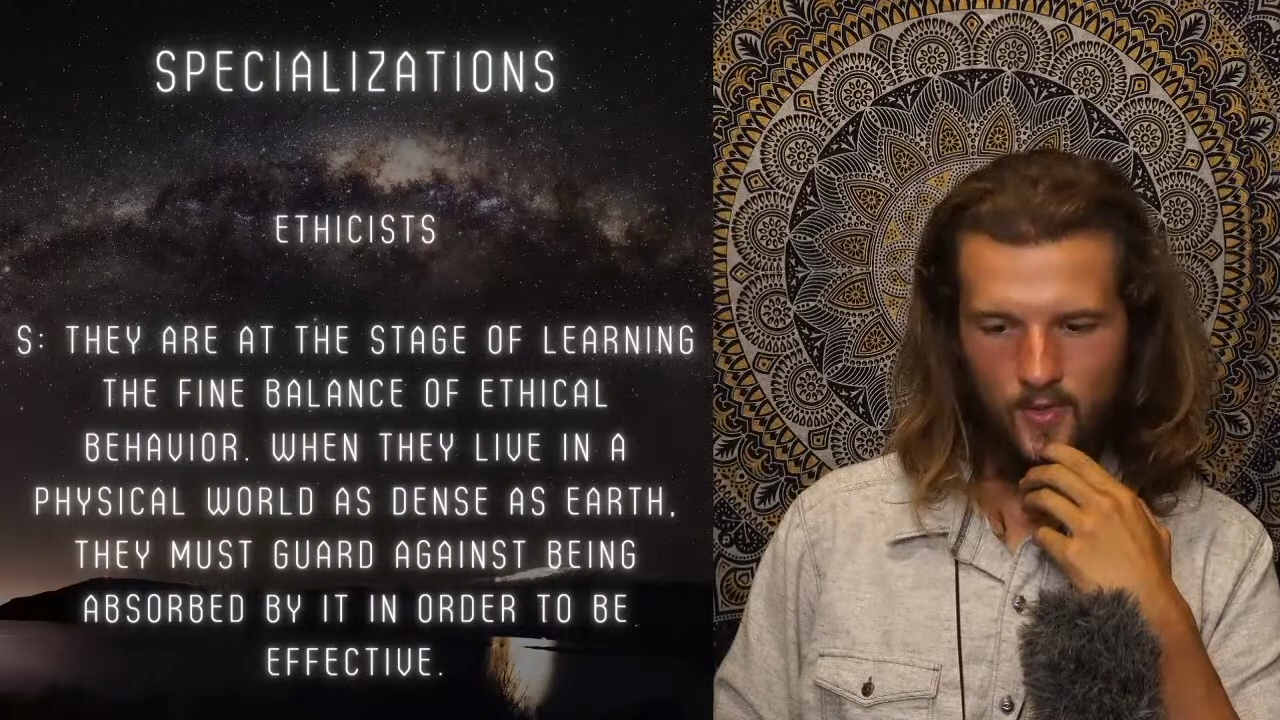 SPECIALIZATIONS
ETHICISTS
S: THEY ARE AT THE STAGE OF LEARNING
THE FINE BALANCE OF ETHICAL
BEHAVIOR. WHEN THEY LIVE IN A
PHYSICAL WORLD AS DENSE AS EARTH,
THEY MUST GUARD AGAINST BEING
ABSORBED BY IT IN ORDER TO BE
EFFECTIVE.